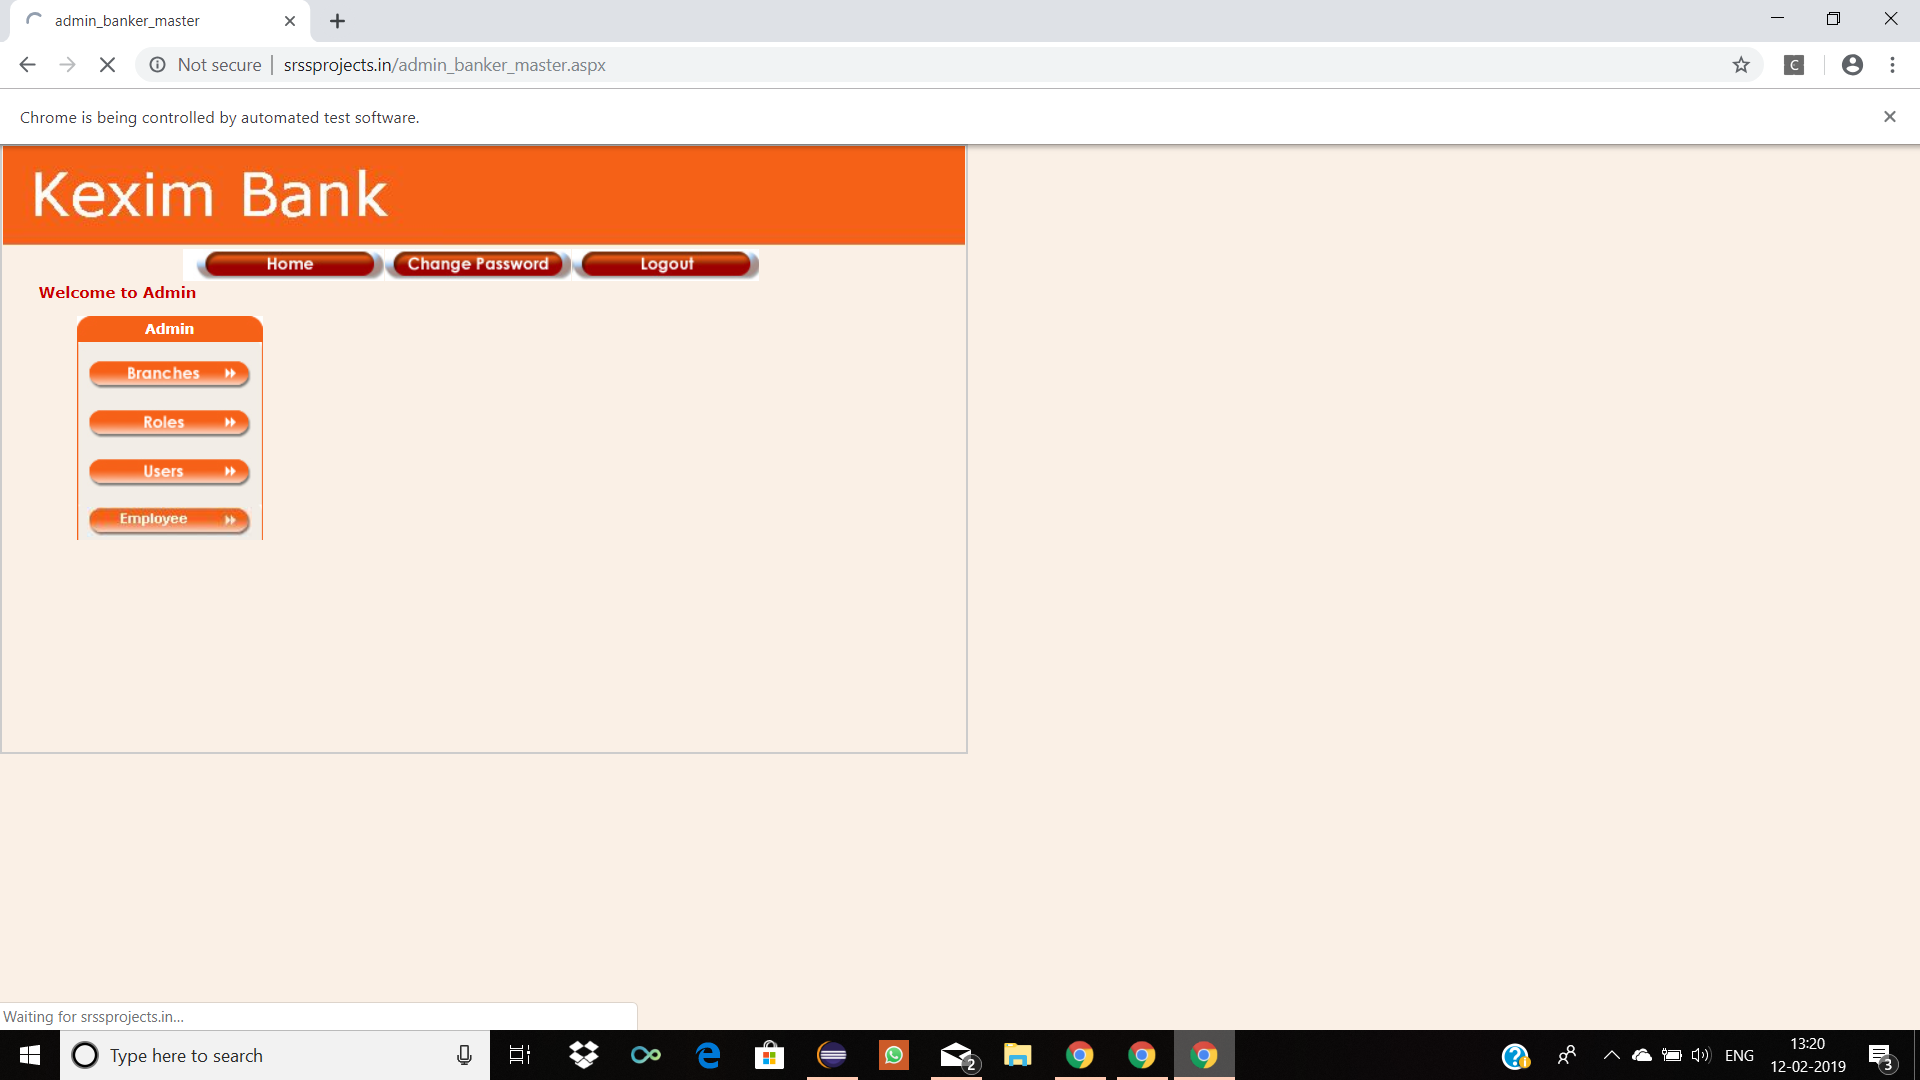 admin_banker_master
Not secure | srssprojects.in/admin_banker_master.aspx
C
Chrome is being controlled by automated test software.
Kexim Bank
Home Change Password Logout
Welcome to Admin
Admin
Branches
Roles
Users
Employee
Waiting for srssprojects.in...
Type here to search
2
ENG
13:20
12-02-2019
3